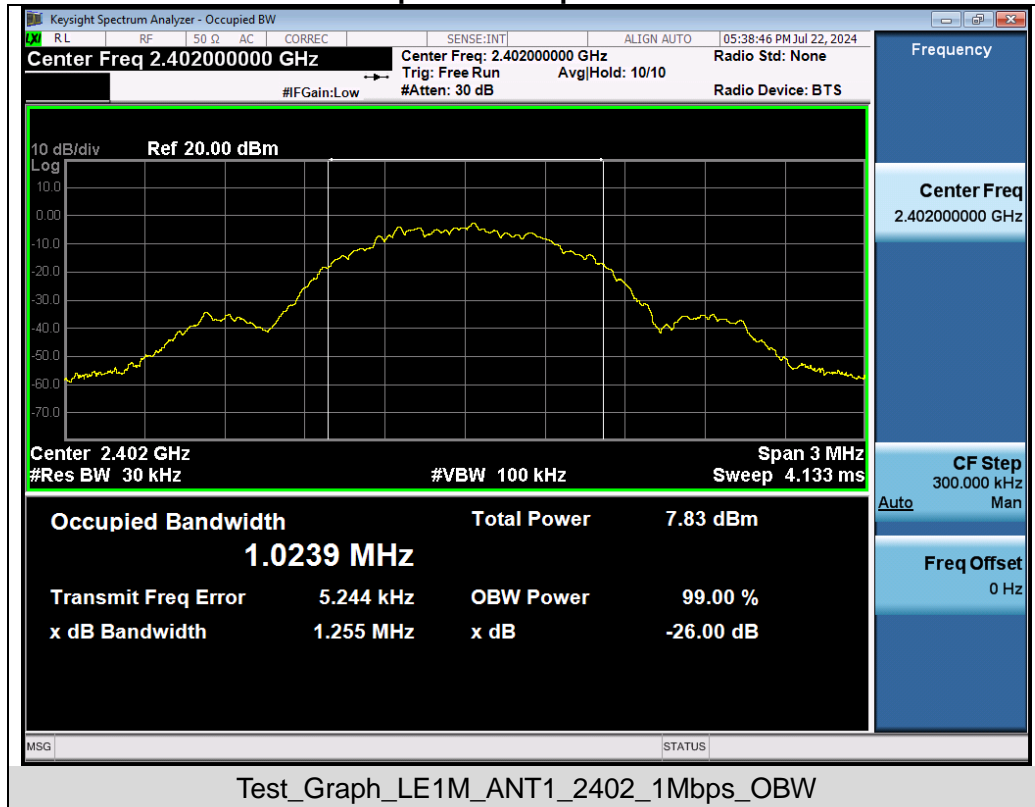 Keysight Spectrum Analyzer - Occupied BW
LXI RL RF 50 Ω AC CORREC SENSE:INT ALIGN AUTO 05:38:46 PM Jul 22, 2024
Center Freq 2.402000000 GHz
Center Freq: 2.402000000 GHz Radio Std: None
Trig: Free Run Avg|Hold: 10/10
#IFGain:Low #Atten: 30 dB Radio Device: BTS
10 dB/div Ref 20.00 dBm
Log
10.0
0.00
-10.0
-20.0
-30.0
-40.0
-50.0
-60.0
-70.0
Center 2.402 GHz Span 3 MHz
#Res BW 30 kHz #VBW 100 kHz Sweep 4.133 ms
Occupied Bandwidth Total Power 7.83 dBm
1.0239 MHz
Transmit Freq Error 5.244 kHz OBW Power 99.00 %
x dB Bandwidth 1.255 MHz x dB -26.00 dB
MSG STATUS
Frequency
Center Freq
2.402000000 GHz
CF Step
300.000 kHz
Auto Man
Freq Offset
0 Hz
Test_Graph_LE1M_ANT1_2402_1Mbps_OBW